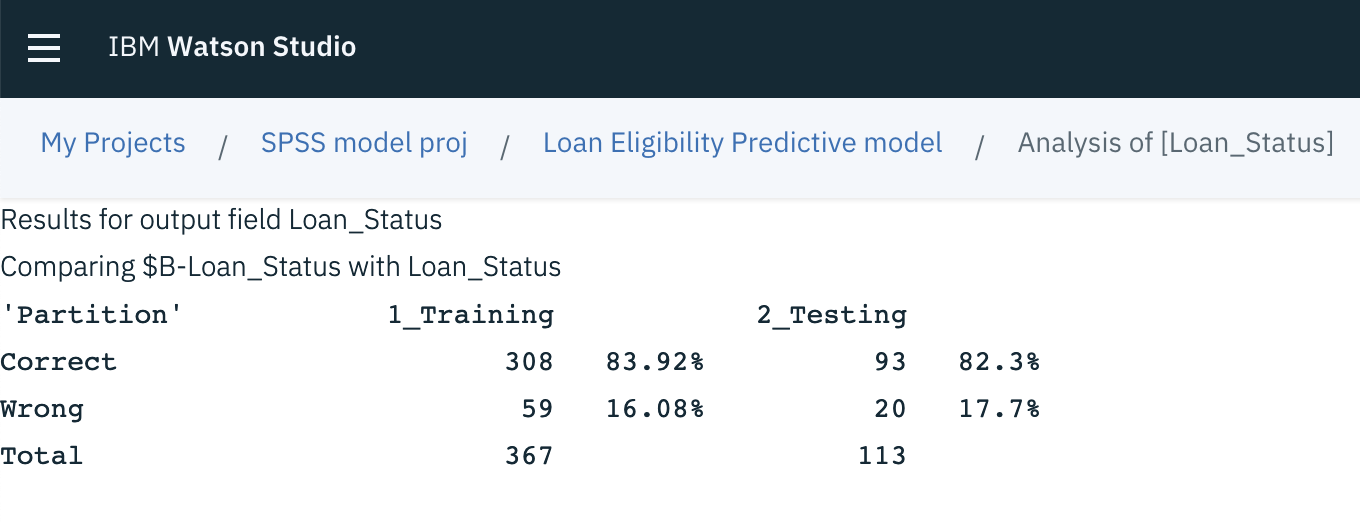 IBM Watson Studio
My Projects / SPSS model proj / Loan Eligibility Predictive model / Analysis of [Loan_Status]
Results for output field Loan_Status
Comparing $B-Loan_Status with Loan_Status
'Partition' 1_Training 2_Testing
Correct 308 83.92% 93 82.3%
Wrong 59 16.08% 20 17.7%
Total 367 113